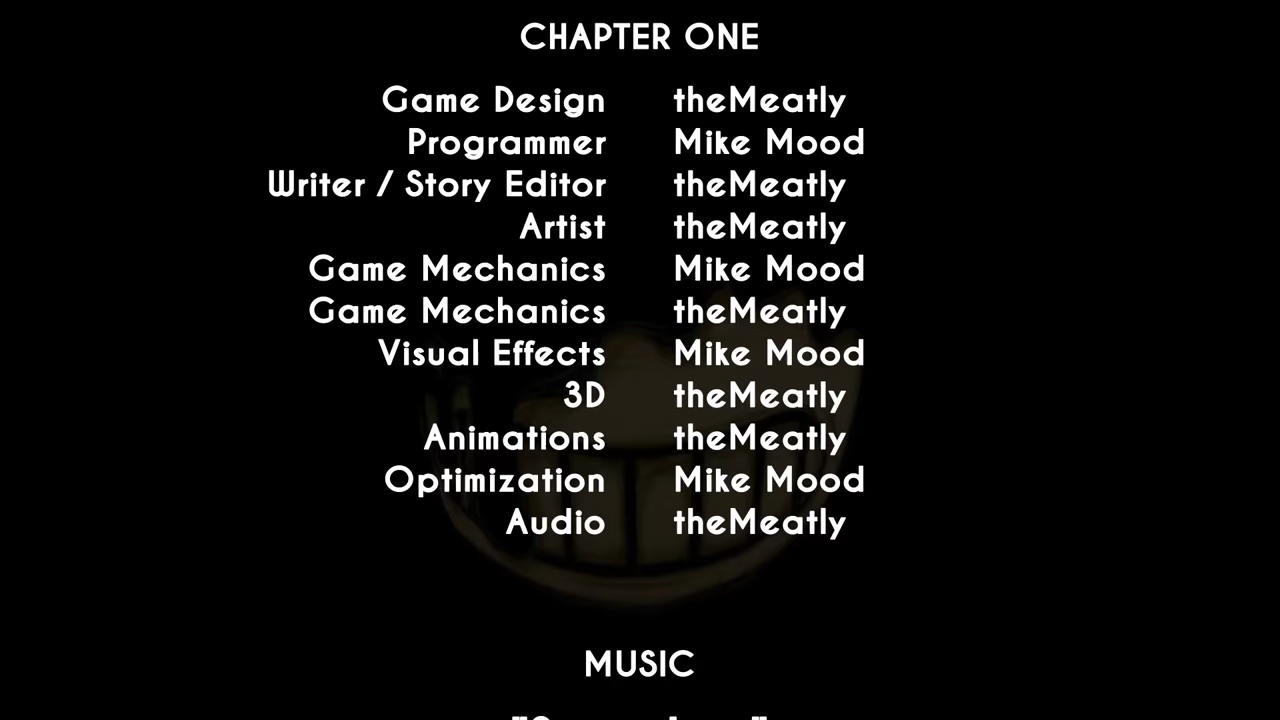 CHAPTER ONE
Game Design theMeatly
Programmer Mike Mood
Writer / Story Editor theMeatly
Artist theMeatly
Game Mechanics Mike Mood
Game Mechanics theMeatly
Visual Effects Mike Mood
3D theMeatly
Animations theMeatly
Optimization Mike Mood
Audio theMeatly
MUSIC